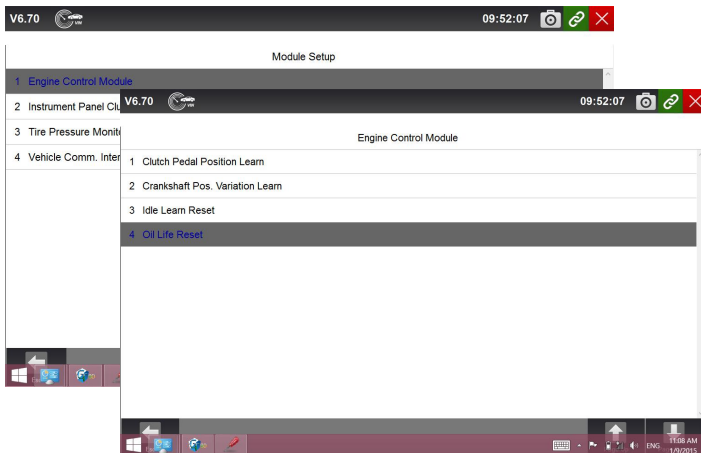 V6.70 09:52:07
Module Setup
1 Engine Control Module
2 Instrument Panel Clu
3 Tire Pressure Monit
4 Vehicle Comm. Inter
V6.70 VW 09:52:07
Engine Control Module
1 Clutch Pedal Position Learn
2 Crankshaft Pos. Variation Learn
3 Idle Learn Reset
4 Oil Life Reset
ENG
11:08 AM
1/9/2015